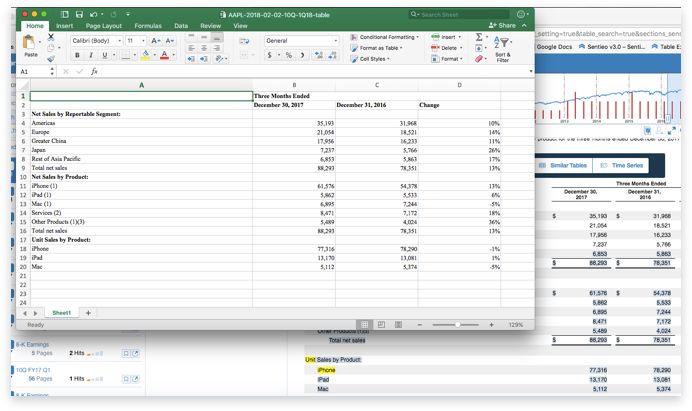 AAPL-2018-02-02-10Q-1Q18-table
Search Sheet
Home Insert Page Layout Formulas Data Review View
Share
Paste
Calibri (Body) 11 A A
B I U A
General
$ % )
Conditional Formatting
Format as Table
Cell Styles
Insert
Delete
Format
Sort & Filter
A1 fx
A B C D
1 Three Months Ended
2 December 30, 2017 December 31, 2016 Change
3 Net Sales by Reportable Segment:
4 Americas 35,193 31,968 10%
5 Europe 21,054 18,521 14%
6 Greater China 17,956 16,233 11%
7 Japan 7,237 5,766 26%
8 Rest of Asia Pacific 6,853 5,863 17%
9 Total net sales 88,293 78,351 13%
10 Net Sales by Product:
11 iPhone (1) 61,576 54,378 13%
12 iPad (1) 5,862 5,533 6%
13 Mac (1) 6,895 7,244 -5%
14 Services (2) 8,471 7,172 18%
15 Other Products (1)(3) 5,489 4,024 36%
16 Total net sales 88,293 78,351 13%
17 Unit Sales by Product:
18 iPhone 77,316 78,290 -1%
19 iPad 13,170 13,081 1%
20 Mac 5,112 5,374 -5%
21
22
23
24
Sheet1 +
Ready
129%
_setting=true&table_search=true&sections_sens
Google Docs Sentieo v3.0 – Senti... Table E
Similar Tables Time Series
Three Months Ended
December 30, 2017 December 31, 2016
$ 35,193 $ 31,968
21,054 18,521
17,956 16,233
7,237 5,766
6,853 5,863
$ 88,293 $ 78,351
$ 61,576 $ 54,378
5,862 5,533
6,895 7,244
8,471 7,172
5,489 4,024
Total net sales $ 88,293 $ 78,351
Unit Sales by Product:
iPhone 77,316 78,290
iPad 13,170 13,081
Mac 5,112 5,374
8-K Earnings
5 Pages 2 Hits
10Q FY17 Q1
56 Pages 1 Hits